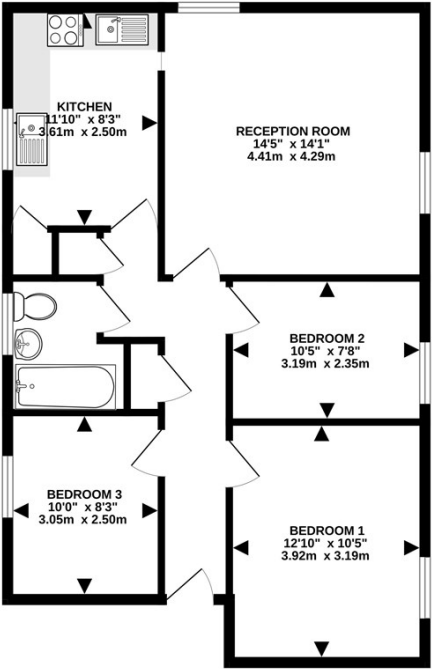 KITCHEN
11'10" x 8'3"
3.61m x 2.50m
RECEPTION ROOM
14'5" x 14'1"
4.41m x 4.29m
BEDROOM 2
10'5" x 7'8"
3.19m x 2.35m
BEDROOM 3
10'0" x 8'3"
3.05m x 2.50m
BEDROOM 1
12'10" x 10'5"
3.92m x 3.19m